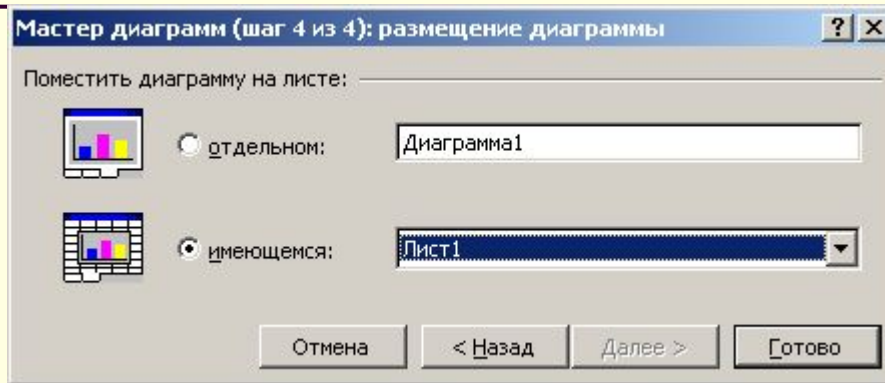 Мастер диаграмм (шаг 4 из 4): размещение диаграммы
Поместить диаграмму на листе:
отдельном: Диаграмма1
имеющемся: Лист1
Отмена < Назад Далее > Готово